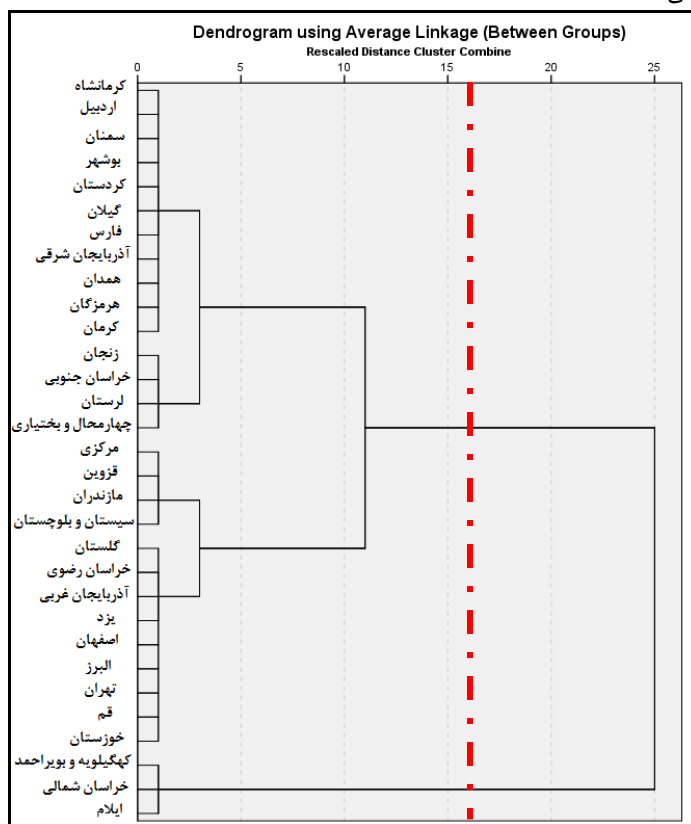 Dendrogram using Average Linkage (Between Groups)
Rescaled Distance Cluster Combine
0 5 10 15 20 25
کرمانشاه
اردبیل
سمنان
بوشهر
کردستان
گیلان
فارس
آذربایجان شرقی
همدان
هرمزگان
کرمان
زنجان
خراسان جنوبی
لرستان
چهارمحال و بختیاری
مرکزی
قزوین
مازندران
سیستان و بلوچستان
گلستان
خراسان رضوی
آذربایجان غربی
یزد
اصفهان
البرز
تهران
قم
خوزستان
کهگیلویه و بویراحمد
خراسان شمالی
ایلام